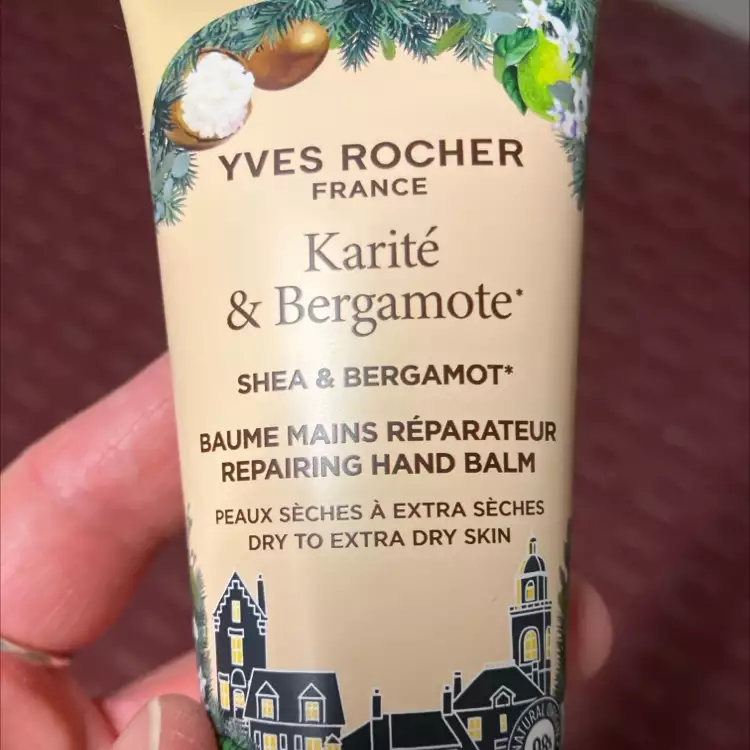 YVES ROCHER
FRANCE
Karité
& Bergamote*
SHEA & BERGAMOT*
BAUME MAINS RÉPARATEUR
REPAIRING HAND BALM
PEAUX SÈCHES À EXTRA SÈCHES
DRY TO EXTRA DRY SKIN
NATURAL